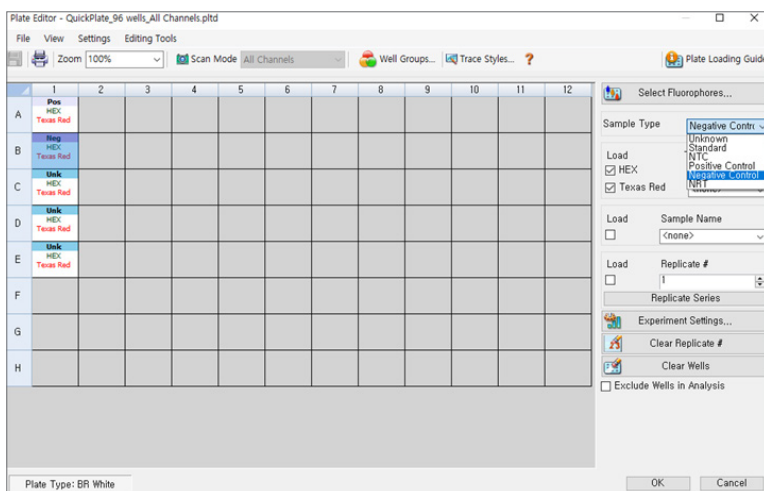 Plate Editor - QuickPlate_96 wells_All Channels.pltd
File View Settings Editing Tools
Zoom 100% Scan Mode All Channels Well Groups... Trace Styles... ? Plate Loading Guide
1 2 3 4 5 6 7 8 9 10 11 12
A
Pos
HEX
Texas Red
B
Neg
HEX
Texas Red
C
Unk
HEX
Texas Red
D
Unk
HEX
Texas Red
E
Unk
HEX
Texas Red
F
G
H
Select Fluorophores...
Sample Type Negative Contrc
Unknown
Standard
NTC
Positive Control
Negative Control
NRT
Load
HEX
Texas Red <none>
Load Sample Name
<none>
Load Replicate #
1
Replicate Series
Experiment Settings...
Clear Replicate #
Clear Wells
Exclude Wells in Analysis
Plate Type: BR White
OK Cancel